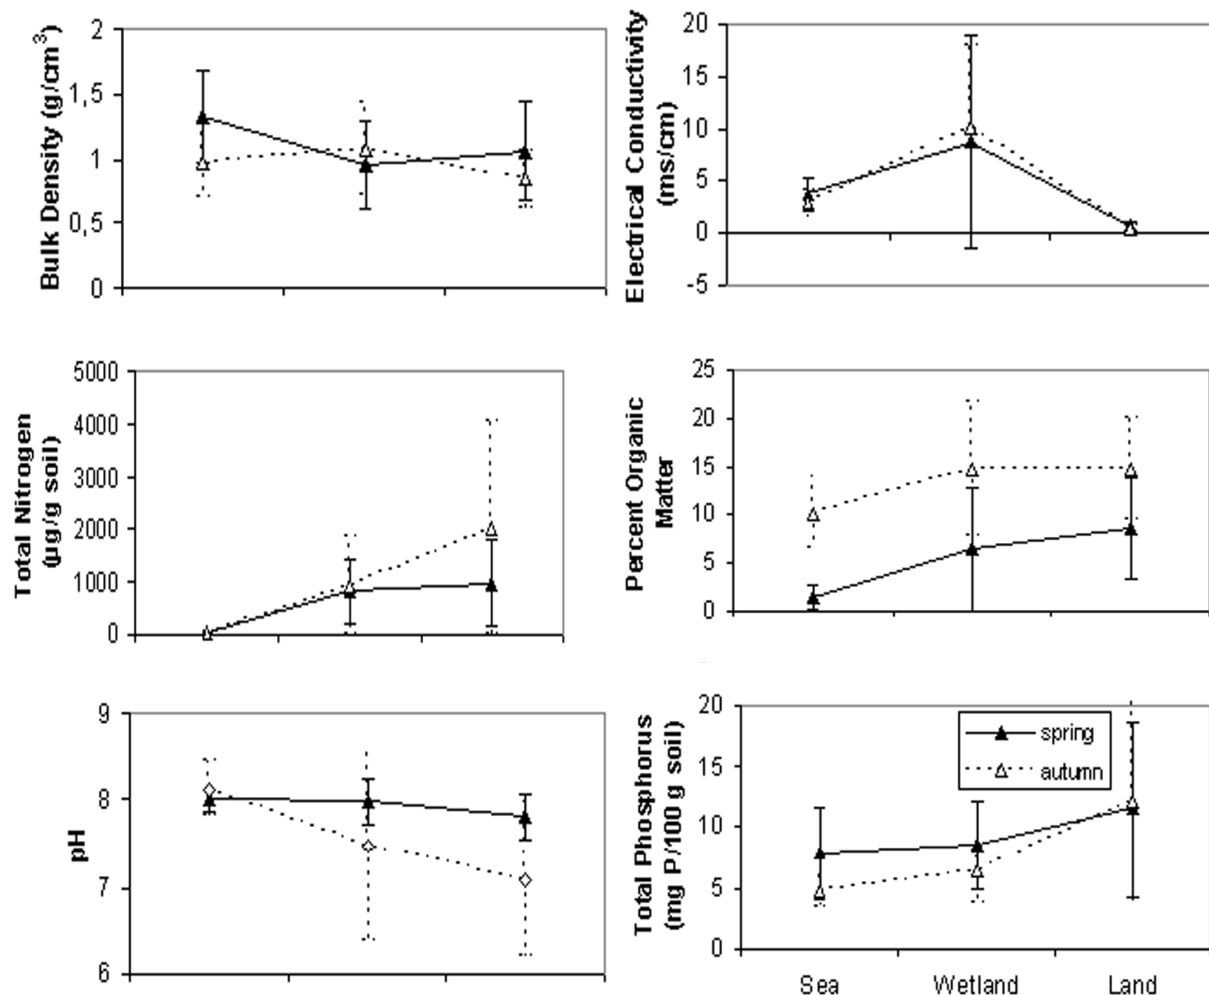 Bulk Density (g/cm³)
2
1,5
1
0,5
0
Electrical Conductivity
(ms/cm)
20
15
10
5
0
-5
Total Nitrogen
(µg/g soil)
5000
4000
3000
2000
1000
0
Percent Organic
Matter
25
20
15
10
5
0
pH
9
8
7
6
Total Phosphorus
(mg P/100 g soil)
20
15
10
5
0
spring
autumn
Sea Wetland Land